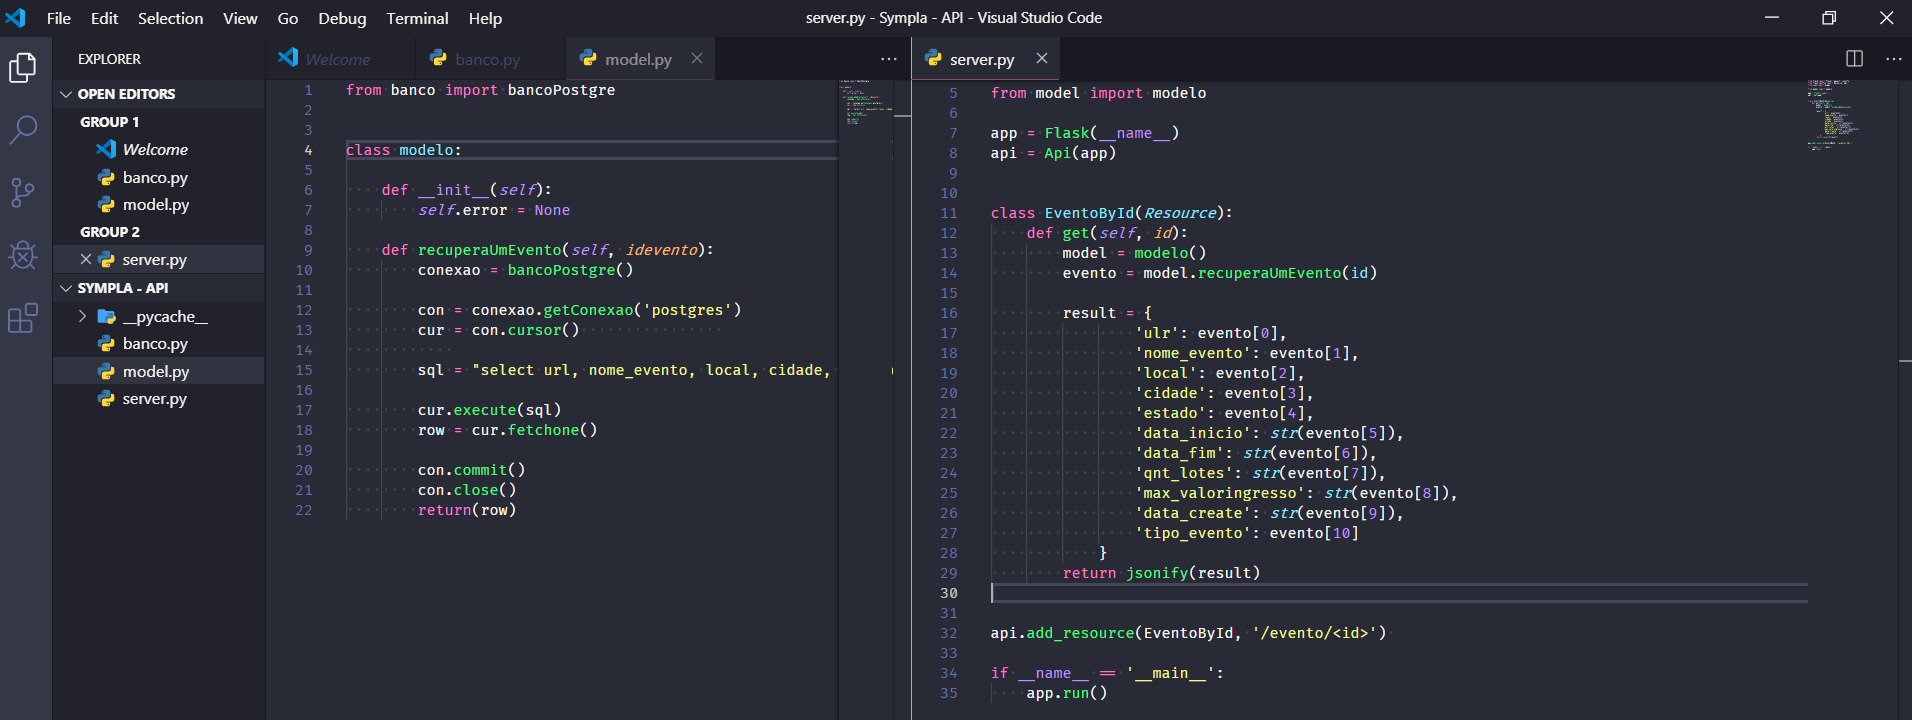 File Edit Selection View Go Debug Terminal Help
server.py - Sympla - API - Visual Studio Code
EXPLORER
OPEN EDITORS
GROUP 1
Welcome
banco.py
model.py
GROUP 2
server.py
SYMPLA - API
__pycache__
banco.py
model.py
server.py
Welcome banco.py model.py
1 from banco import bancoPostgre
2
3
4 class modelo:
5
6 def __init__(self):
7 self.error = None
8
9 def recuperaUmEvento(self, idevento):
10 conexao = bancoPostgre()
11
12 con = conexao.getConexao('postgres')
13 cur = con.cursor()
14
15 sql = "select url, nome_evento, local, cidade,
16
17 cur.execute(sql)
18 row = cur.fetchone()
19
20 con.commit()
21 con.close()
22 return(row)
server.py
5 from model import modelo
6
7 app = Flask(__name__)
8 api = Api(app)
9
10
11 class EventoById(Resource):
12 def get(self, id):
13 model = modelo()
14 evento = model.recuperaUmEvento(id)
15
16 result = {
17 'ulr': evento[0],
18 'nome_evento': evento[1],
19 'local': evento[2],
20 'cidade': evento[3],
21 'estado': evento[4],
22 'data_inicio': str(evento[5]),
23 'data_fim': str(evento[6]),
24 'qnt_lotes': str(evento[7]),
25 'max_valoringresso': str(evento[8]),
26 'data_create': str(evento[9]),
27 'tipo_evento': evento[10]
28 }
29 return jsonify(result)
30
31
32 api.add_resource(EventoById, '/evento/<id>')
33
34 if __name__ == '__main__':
35 app.run()